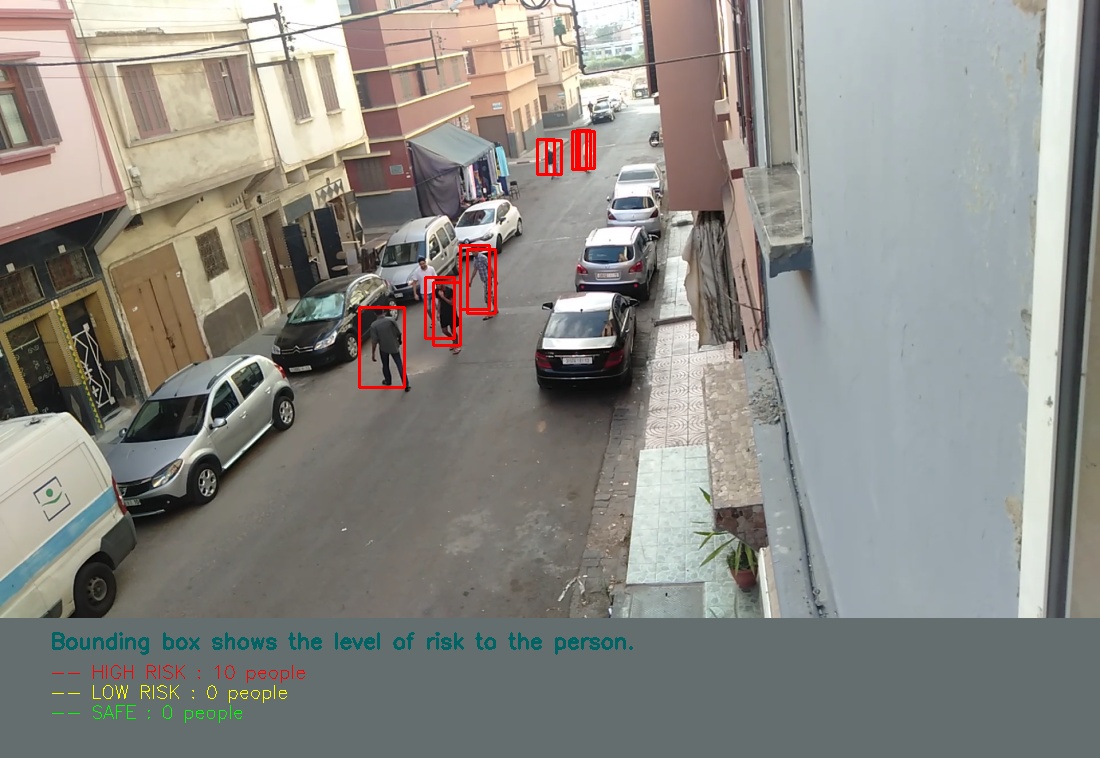 Bounding box shows the level of risk to the person.
—— HIGH RISK : 10 people
—— LOW RISK : 0 people
—— SAFE : 0 people